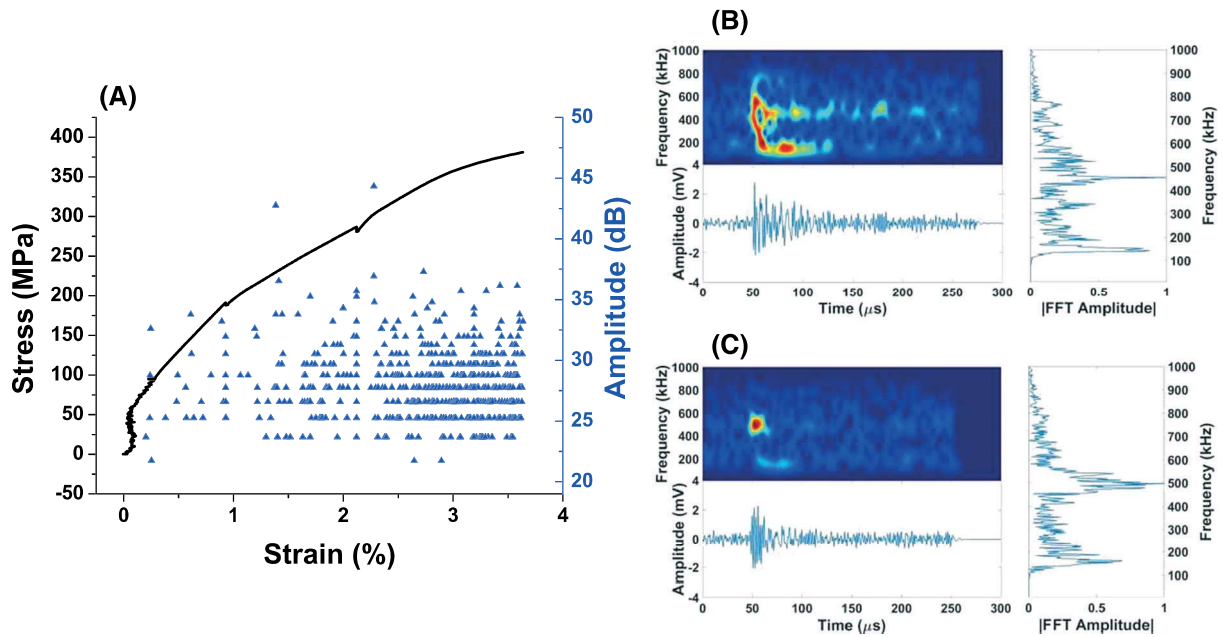 (A)
400
350
300
250
200
150
100
50
0
-50
Stress (MPa)
0 1 2 3 4
Strain (%)
50
45
40
35
30
25
20
Amplitude (dB)
(B)
1000
800
600
400
200
Frequency (kHz)
4
2
0
-2
-4
Amplitude (mV)
0 50 100 150 200 250 300
Time (μs)
1000
900
800
700
600
500
400
300
200
100
Frequency (kHz)
0 0.5 1
|FFT Amplitude|
(C)
1000
800
600
400
200
Frequency (kHz)
4
2
0
-2
-4
Amplitude (mV)
0 50 100 150 200 250 300
Time (μs)
1000
900
800
700
600
500
400
300
200
100
Frequency (kHz)
0 0.5 1
|FFT Amplitude|